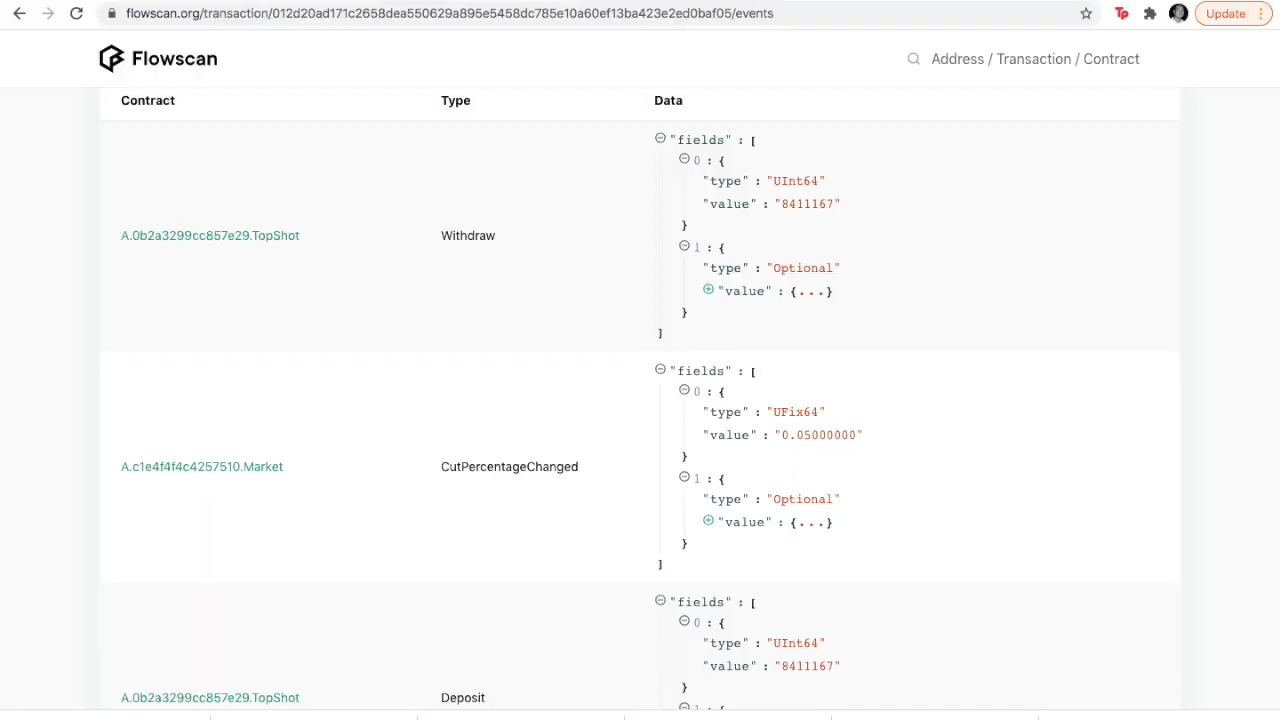 flowscan.org/transaction/012d20ad171c2658dea550629a895e5458dc785e10a60ef13ba423e2ed0baf05/events
Tp
Update
Flowscan
Address / Transaction / Contract
Contract Type Data
"fields" : [
0 : {
"type" : "UInt64"
"value" : "8411167"
}
A.0b2a3299cc857e29.TopShot Withdraw
1 : {
"type" : "Optional"
"value" : {...}
}
]
"fields" : [
0 : {
"type" : "UFix64"
"value" : "0.05000000"
}
A.c1e4f4f4c4257510.Market CutPercentageChanged
1 : {
"type" : "Optional"
"value" : {...}
}
]
"fields" : [
0 : {
"type" : "UInt64"
"value" : "8411167"
}
A.0b2a3299cc857e29.TopShot Deposit
1 : {